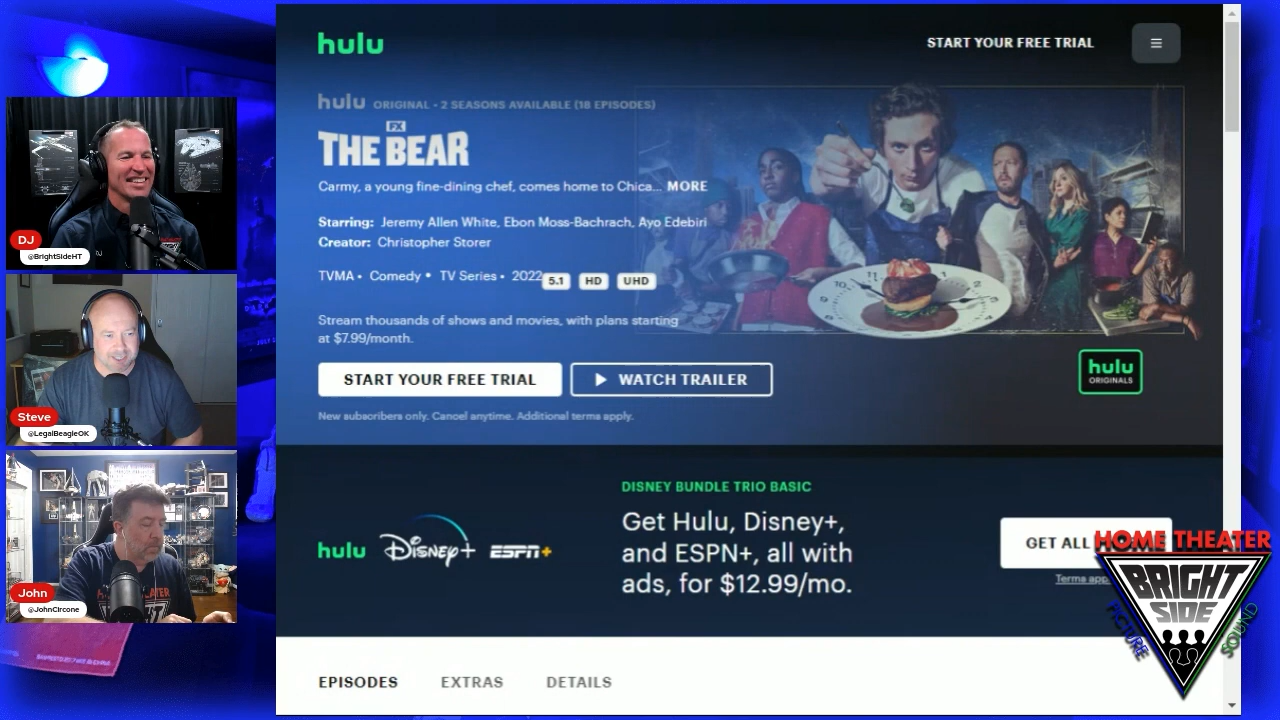 hulu
START YOUR FREE TRIAL
hulu ORIGINAL • 2 SEASONS AVAILABLE (18 EPISODES)
FX
THE BEAR
Carmy, a young fine-dining chef, comes home to Chica... MORE
Starring: Jeremy Allen White, Ebon Moss-Bachrach, Ayo Edebiri
Creator: Christopher Storer
TVMA • Comedy • TV Series • 2022 5.1 HD UHD
Stream thousands of shows and movies, with plans starting
at $7.99/month.
START YOUR FREE TRIAL
WATCH TRAILER
New subscribers only. Cancel anytime. Additional terms apply.
hulu
ORIGINALS
DISNEY BUNDLE TRIO BASIC
hulu Disney+ ESPN+
Get Hulu, Disney+,
and ESPN+, all with
ads, for $12.99/mo.
GET ALL
Terms app
EPISODES EXTRAS DETAILS
DJ
@BrightSideHT
Steve
@LegalBeagleOK
John
@JohnCircone
HOME THEATER
BRIGHT
SIDE
PICTURE
SOUND